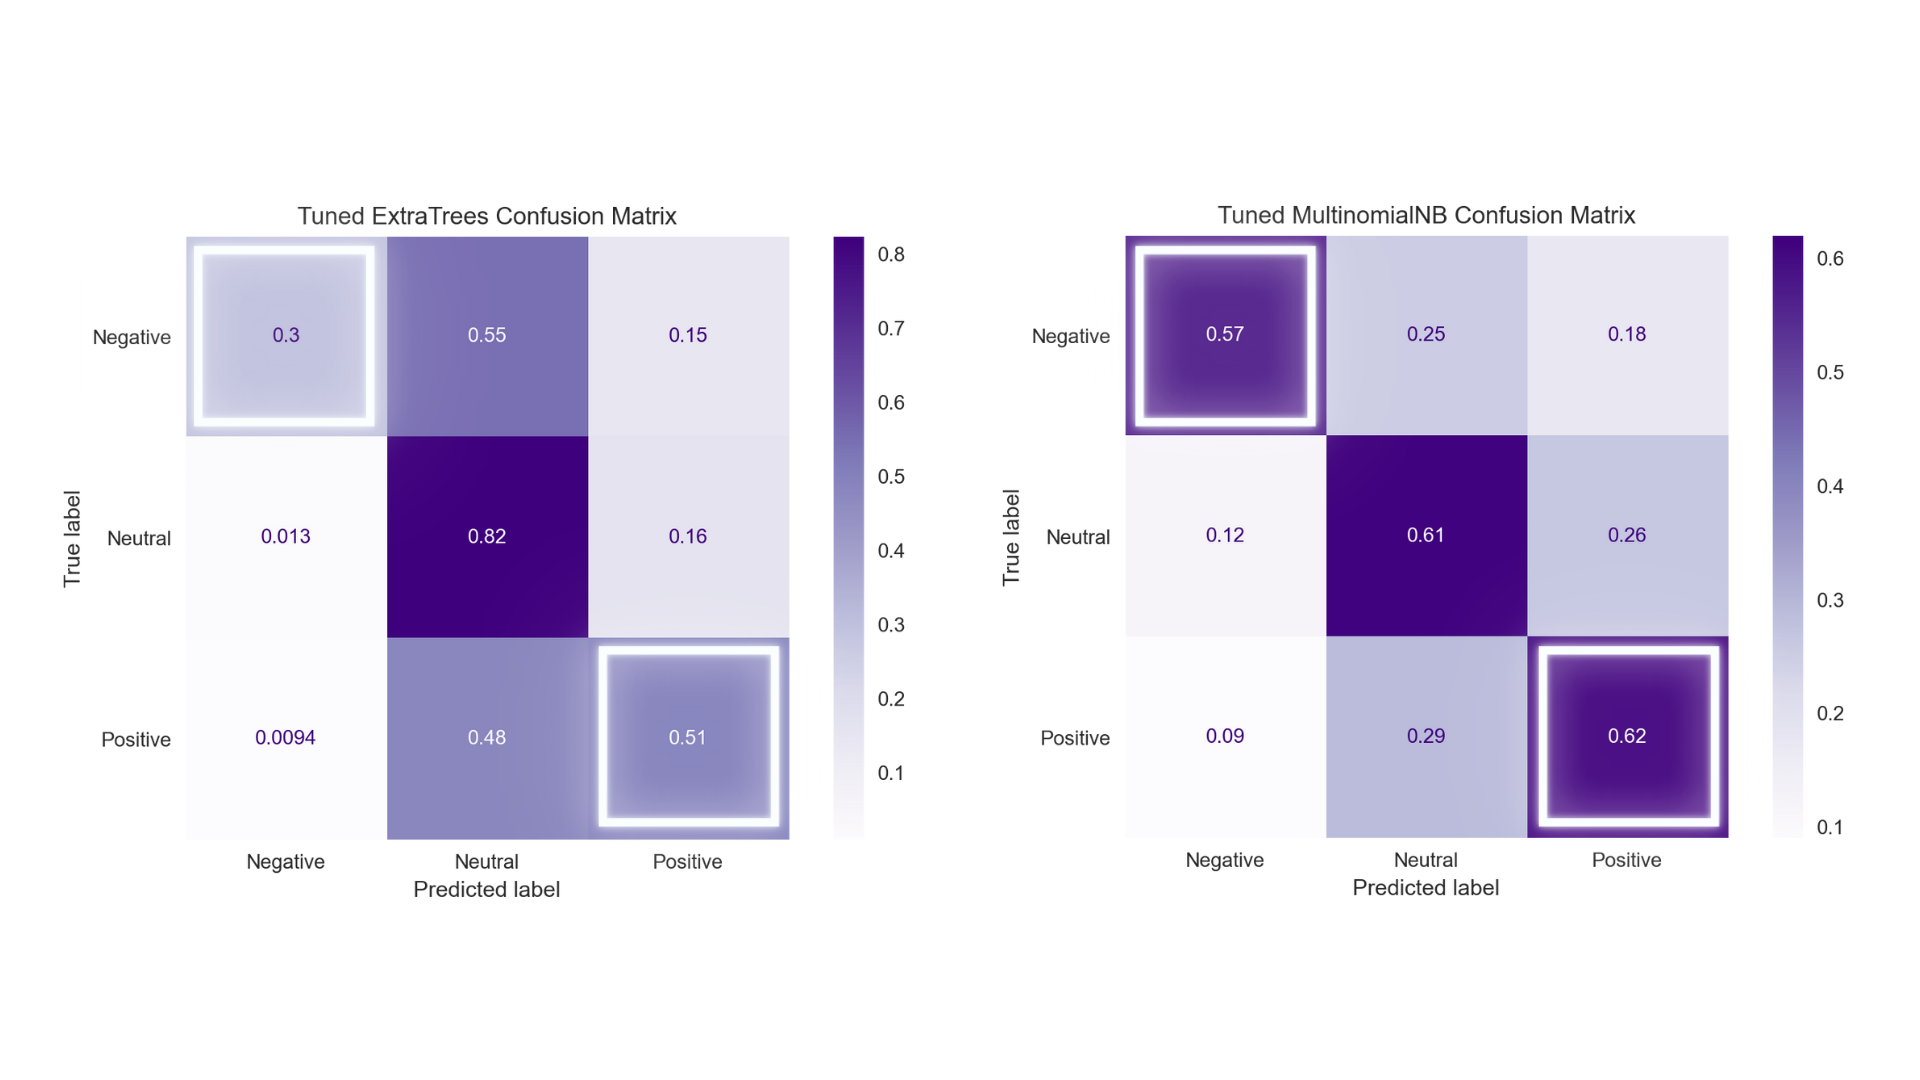 Tuned ExtraTrees Confusion Matrix
True label
Negative
0.3 0.55 0.15
Neutral
0.013 0.82 0.16
Positive
0.0094 0.48 0.51
Negative Neutral Positive
Predicted label
0.8
0.7
0.6
0.5
0.4
0.3
0.2
0.1
Tuned MultinomialNB Confusion Matrix
True label
Negative
0.57 0.25 0.18
Neutral
0.12 0.61 0.26
Positive
0.09 0.29 0.62
Negative Neutral Positive
Predicted label
0.6
0.5
0.4
0.3
0.2
0.1